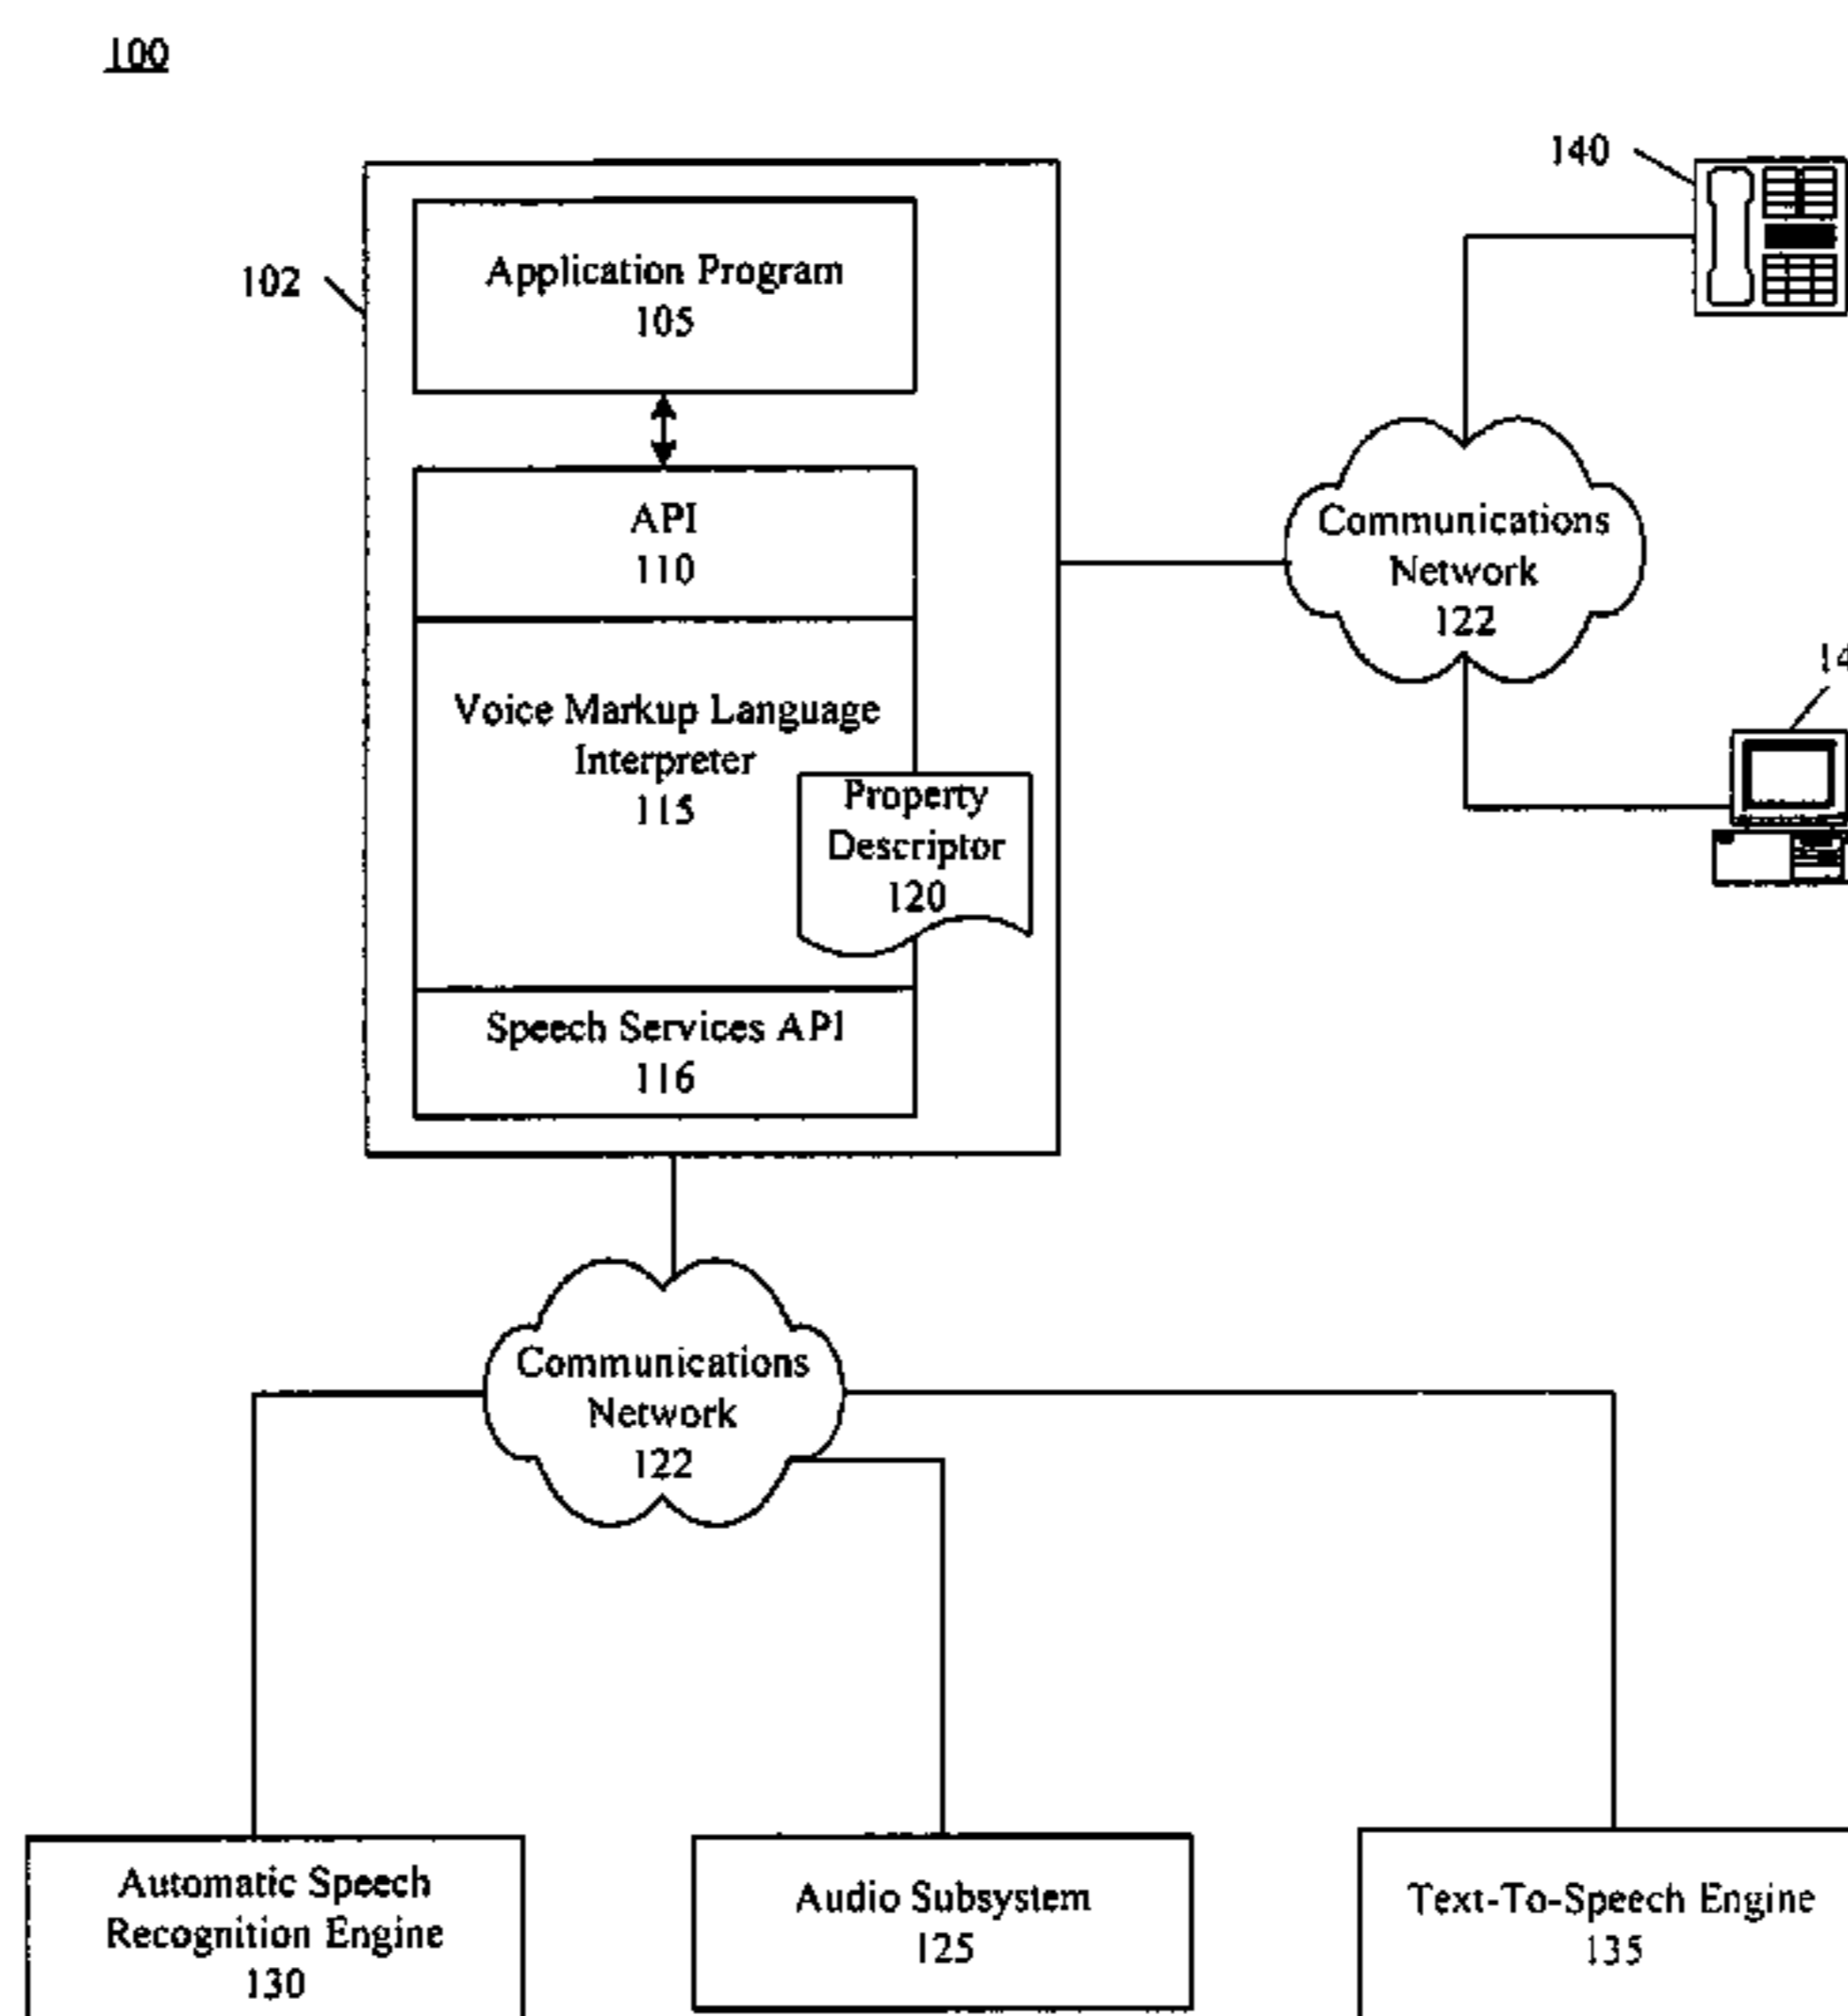 100
140
102
Application Program
105
API
110
Communications
Network
122
Voice Markup Language
Interpreter
115
Property
Descriptor
120
Speech Services API
116
Communications
Network
122
Automatic Speech
Recognition Engine
130
Audio Subsystem
125
Text-To-Speech Engine
135